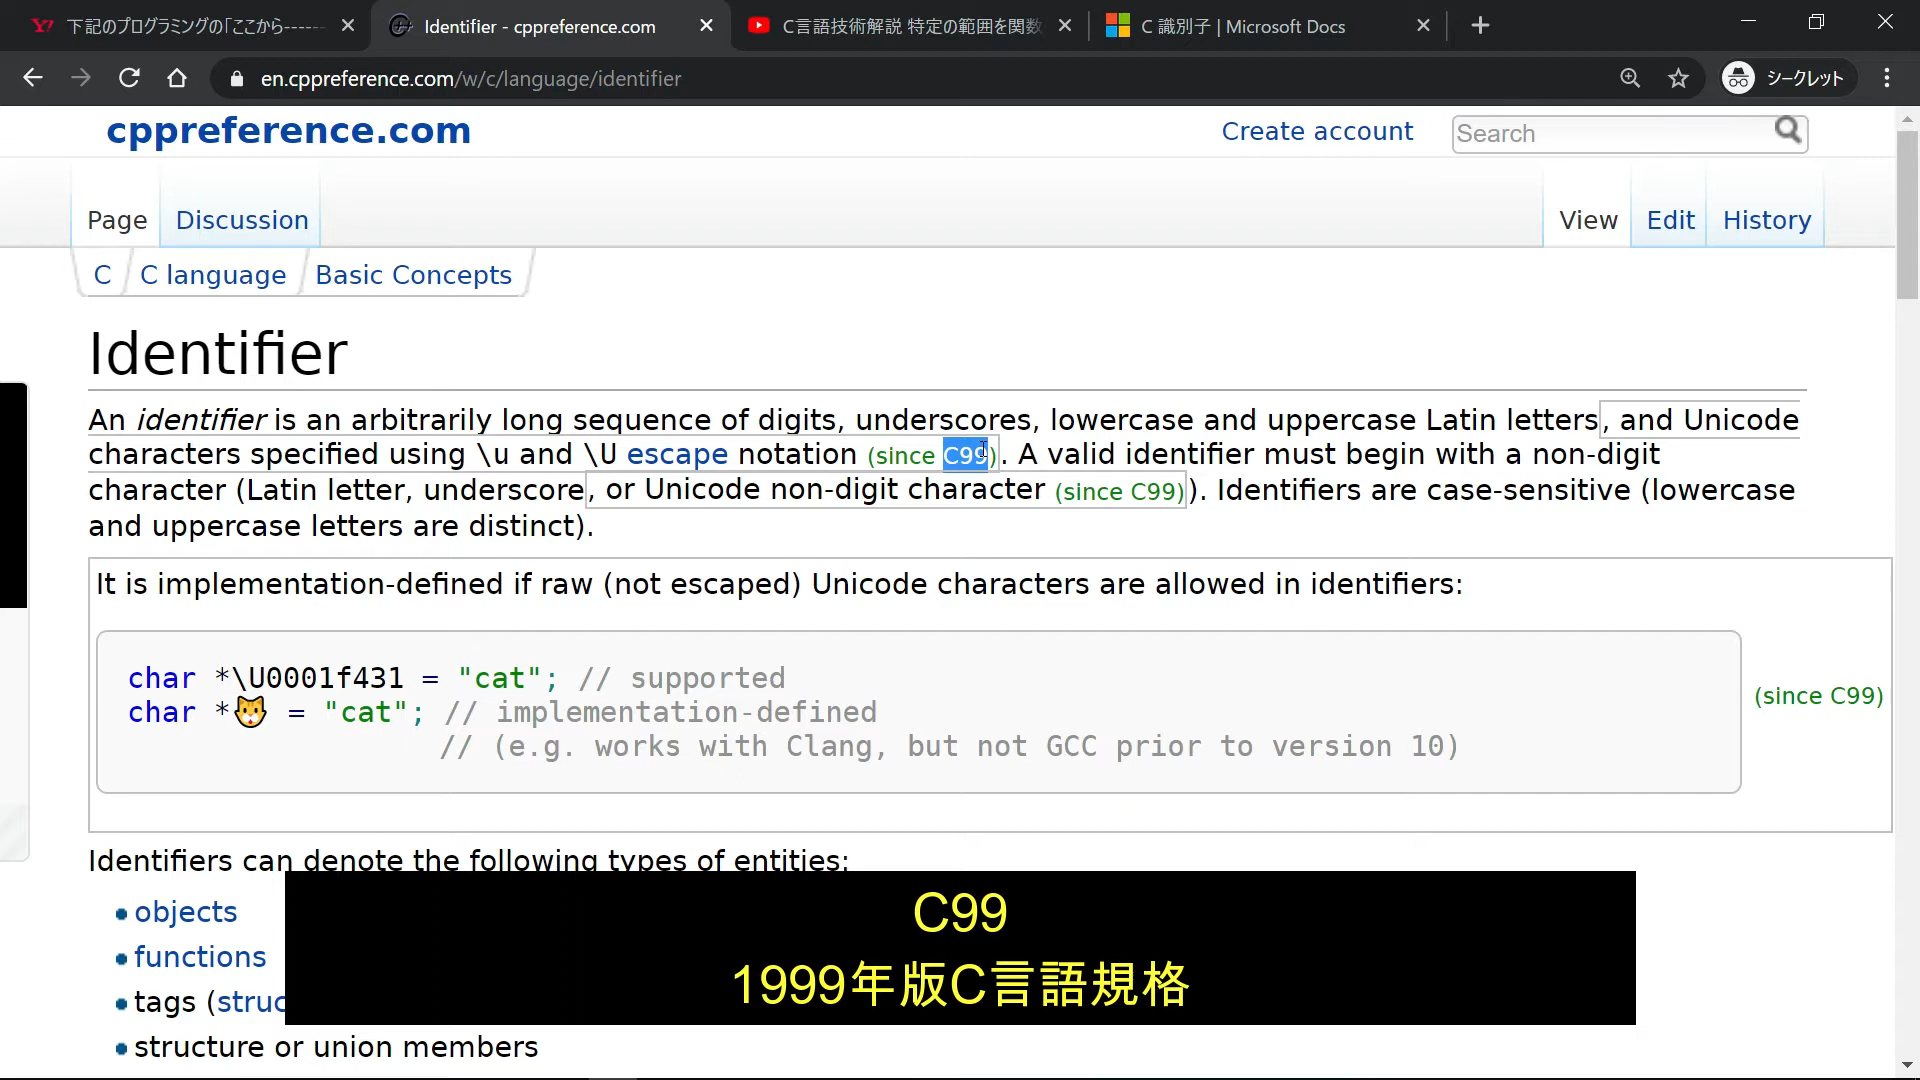 下記のプログラミングの「ここから------
Identifier - cppreference.com
C言語技術解説 特定の範囲を関数
C 識別子 | Microsoft Docs
en.cppreference.com/w/c/language/identifier
シークレット
cppreference.com
Create account
Search
Page
Discussion
View
Edit
History
C
C language
Basic Concepts
Identifier
An identifier is an arbitrarily long sequence of digits, underscores, lowercase and uppercase Latin letters, and Unicode
characters specified using \u and \U escape notation (since C99). A valid identifier must begin with a non-digit
character (Latin letter, underscore, or Unicode non-digit character (since C99)). Identifiers are case-sensitive (lowercase
and uppercase letters are distinct).
It is implementation-defined if raw (not escaped) Unicode characters are allowed in identifiers:
char *\U0001f431 = "cat"; // supported
char *🐱 = "cat"; // implementation-defined
// (e.g. works with Clang, but not GCC prior to version 10)
(since C99)
Identifiers can denote the following types of entities:
objects
functions
tags (struc
structure or union members
C99
1999年版C言語規格